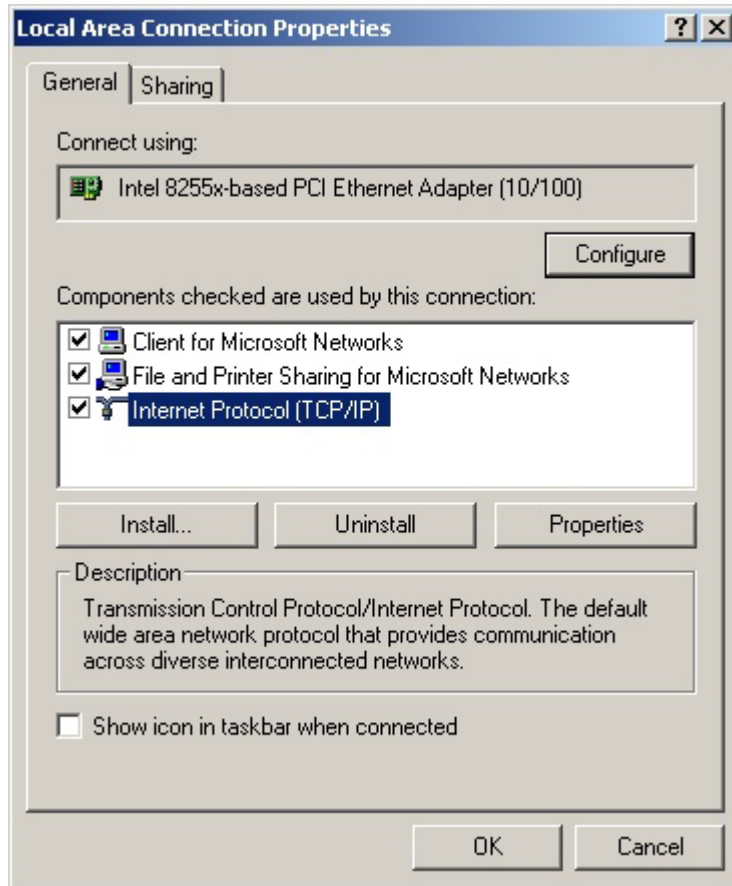 Local Area Connection Properties
General
Sharing
Connect using:
Intel 8255x-based PCI Ethernet Adapter (10/100)
Configure
Components checked are used by this connection:
Client for Microsoft Networks
File and Printer Sharing for Microsoft Networks
Internet Protocol (TCP/IP)
Install...
Uninstall
Properties
Description
Transmission Control Protocol/Internet Protocol. The default
wide area network protocol that provides communication
across diverse interconnected networks.
Show icon in taskbar when connected
OK
Cancel